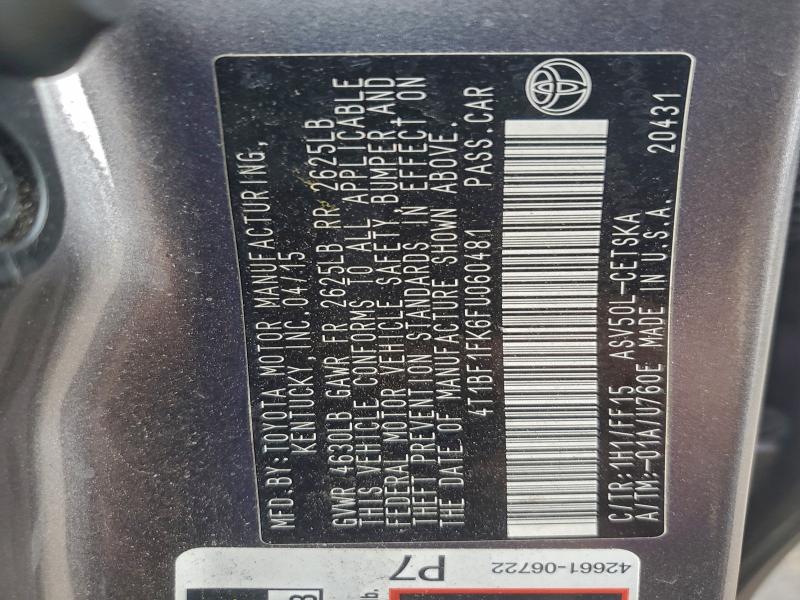 MFD.BY:TOYOTA MOTOR MANUFACTURING,
KENTUCKY, INC.04/15
GVWR 4630LB GAWR FR 2625LB RR 2625LB
THIS VEHICLE CONFORMS TO ALL APPLICABLE
FEDERAL MOTOR VEHICLE SAFETY, BUMPER, AND
THEFT PREVENTION STANDARDS IN EFFECT ON
THE DATE OF MANUFACTURE SHOWN ABOVE.
4T1BF1FK6FU060481 PASS.CAR
C/TR:1H1/FF15 ASV50L-CETSKA
A/TM:-01A/U760E MADE IN U.S.A. 20431
P7
42661-06722